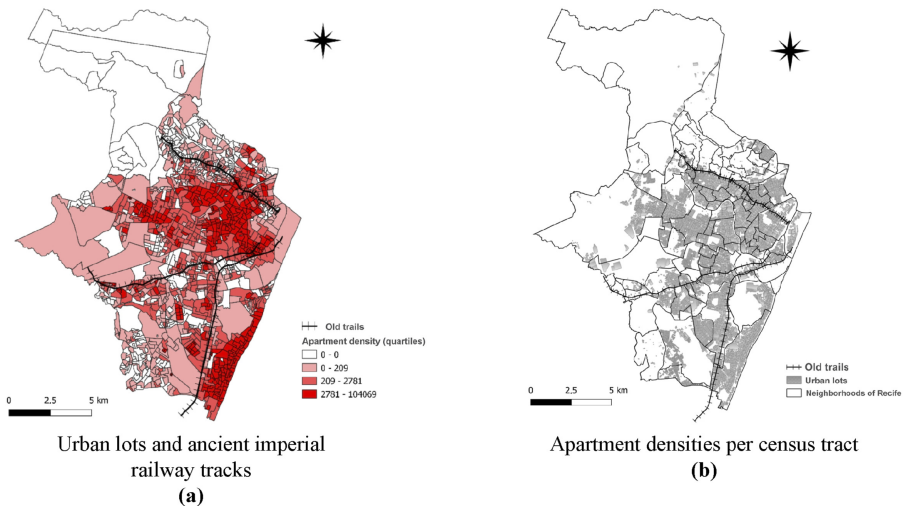 Old trails
Apartment density (quartiles)
0 - 0
0 - 209
209 - 2781
2781 - 104069
0 2.5 5 km
Urban lots and ancient imperial
railway tracks
(a)
Old trails
Urban lots
Neighborhoods of Recife
0 2.5 5 km
Apartment densities per census tract
(b)